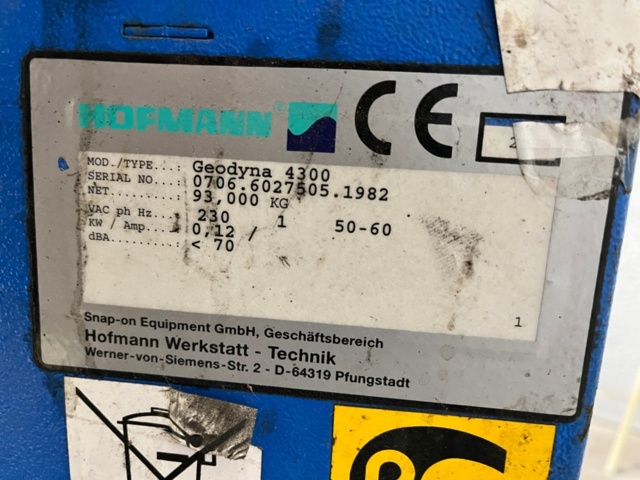 HOFMANN®
CE
2
MOD./TYPE...: Geodyna 4300
SERIAL NO...: 0706.6027505.1982
NET.........: 93,000 KG
VAC ph Hz...: 230 1 50-60
KW / Amp....: 0,12 /
dBA.........: < 70
1
Snap-on Equipment GmbH, Geschäftsbereich
Hofmann Werkstatt - Technik
Werner-von-Siemens-Str. 2 - D-64319 Pfungstadt